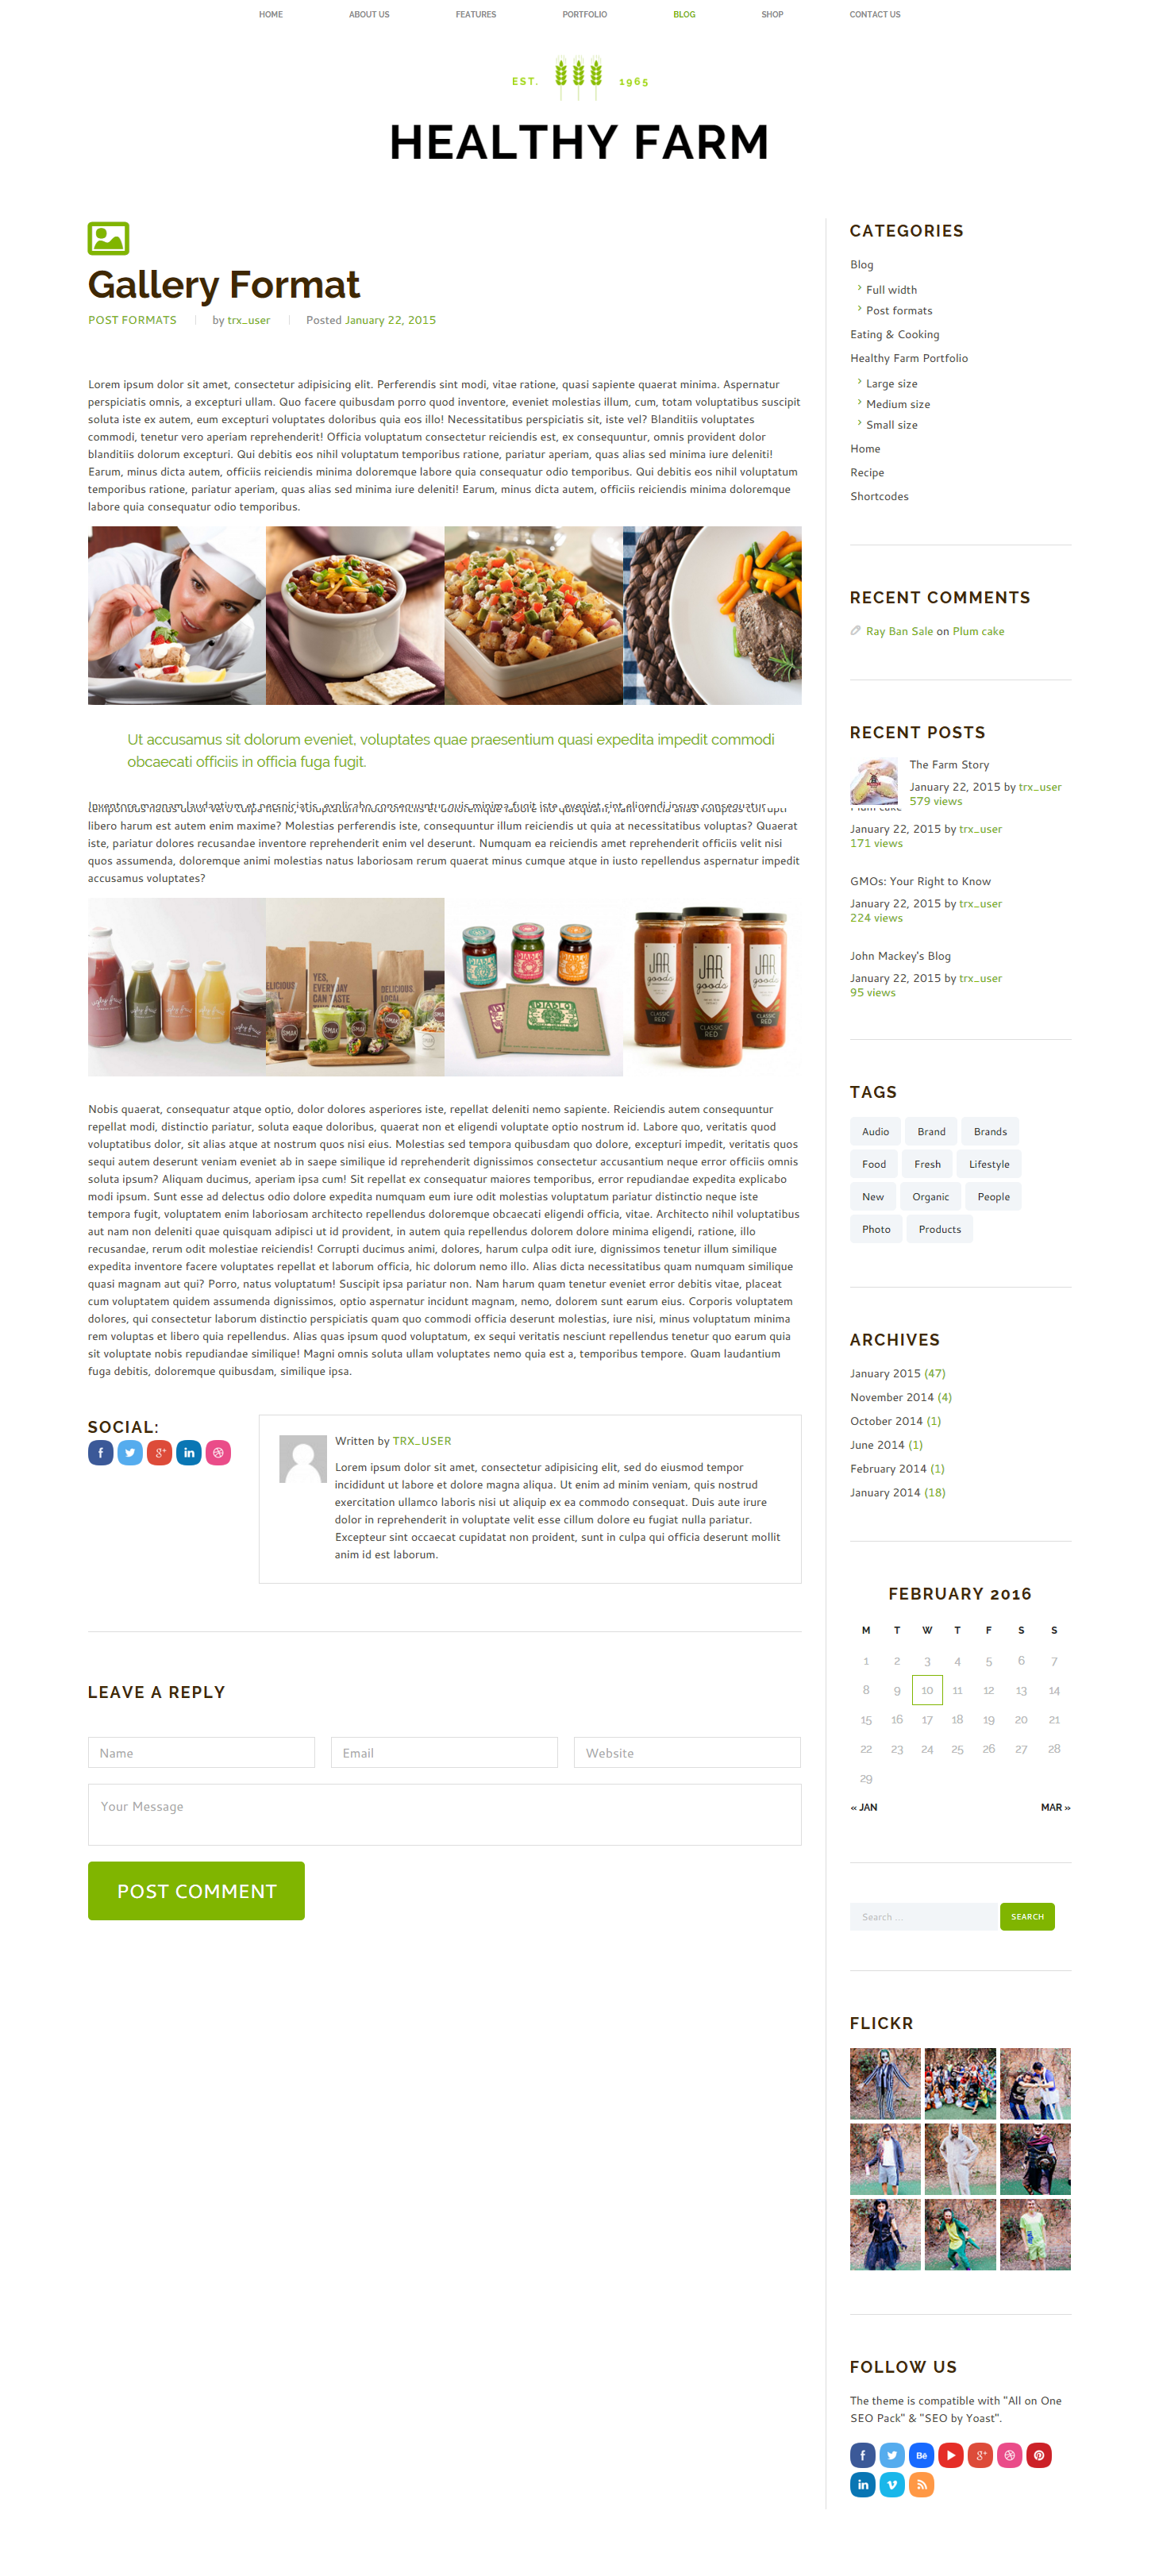 HOME ABOUT US FEATURES PORTFOLIO BLOG SHOP CONTACT US
EST. 1965
HEALTHY FARM
Gallery Format
POST FORMATS by trx_user Posted January 22, 2015
Lorem ipsum dolor sit amet, consectetur adipisicing elit. Perferendis sint modi, vitae ratione, quasi sapiente quaerat minima. Aspernatur
perspiciatis omnis, a excepturi ullam. Quo facere quibusdam porro quod inventore, eveniet molestias illum, cum, totam voluptatibus suscipit
soluta iste ex autem, eum excepturi voluptates doloribus quia eos illo! Necessitatibus perspiciatis sit, iste vel? Blanditiis voluptates
commodi, tenetur vero aperiam reprehenderit! Officia voluptatum consectetur reiciendis est, ex consequuntur, omnis provident dolor
blanditiis dolorum excepturi. Qui debitis eos nihil voluptatum temporibus ratione, pariatur aperiam, quas alias sed minima iure deleniti!
Earum, minus dicta autem, officiis reiciendis minima doloremque labore quia consequatur odio temporibus. Qui debitis eos nihil voluptatum
temporibus ratione, pariatur aperiam, quas alias sed minima iure deleniti! Earum, minus dicta autem, officiis reiciendis minima doloremque
labore quia consequatur odio temporibus.
Ut accusamus sit dolorum eveniet, voluptates quae praesentium quasi expedita impedit commodi
obcaecati officiis in officia fuga fugit.
libero harum est autem enim maxime? Molestias perferendis iste, consequuntur illum reiciendis ut quia at necessitatibus voluptas? Quaerat
iste, pariatur dolores recusandae inventore reprehenderit enim vel deserunt. Numquam ea reiciendis amet reprehenderit officiis velit nisi
quos assumenda, doloremque animi molestias natus laboriosam rerum quaerat minus cumque atque in iusto repellendus aspernatur impedit
accusamus voluptates?
YES,
EVERYDAY
CAN TASTE
DELICIOUS.
LOCAL.
SMAK
JAR
goods
CLASSIC
RED
Nobis quaerat, consequatur atque optio, dolor dolores asperiores iste, repellat deleniti nemo sapiente. Reiciendis autem consequuntur
repellat modi, distinctio pariatur, soluta eaque doloribus, quaerat non et eligendi voluptate optio nostrum id. Labore quo, veritatis quod
voluptatibus dolor, sit alias atque at nostrum quos nisi eius. Molestias sed tempora quibusdam quo dolore, excepturi impedit, veritatis quos
sequi autem deserunt veniam eveniet ab in saepe similique id reprehenderit dignissimos consectetur accusantium neque error officiis omnis
soluta ipsum? Aliquam ducimus, aperiam ipsa cum! Sit repellat ex consequatur maiores temporibus, error repudiandae expedita explicabo
modi ipsum. Sunt esse ad delectus odio dolore expedita numquam eum iure odit molestias voluptatum pariatur distinctio neque iste
tempora fugit, voluptatem enim laboriosam architecto repellendus doloremque obcaecati eligendi officia, vitae. Architecto nihil voluptatibus
aut nam non deleniti quae quisquam adipisci ut id provident, in autem quia repellendus dolorem dolore minima eligendi, ratione, illo
recusandae, rerum odit molestiae reiciendis! Corrupti ducimus animi, dolores, harum culpa odit iure, dignissimos tenetur illum similique
expedita inventore facere voluptates repellat et laborum officia, hic dolorum nemo illo. Alias dicta necessitatibus quam numquam similique
quasi magnam aut qui? Porro, natus voluptatum! Suscipit ipsa pariatur non. Nam harum quam tenetur eveniet error debitis vitae, placeat
cum voluptatem quidem assumenda dignissimos, optio aspernatur incidunt magnam, nemo, dolorem sunt earum eius. Corporis voluptatem
dolores, qui consectetur laborum distinctio perspiciatis quam quo commodi officia deserunt molestias, iure nisi, minus voluptatum minima
rem voluptas et libero quia repellendus. Alias quas ipsum quod voluptatum, ex sequi veritatis nesciunt repellendus tenetur quo earum quia
sit voluptate nobis repudiandae similique! Magni omnis soluta ullam voluptates nemo quia est a, temporibus tempore. Quam laudantium
fuga debitis, doloremque quibusdam, similique ipsa.
SOCIAL:
Written by TRX_USER
Lorem ipsum dolor sit amet, consectetur adipisicing elit, sed do eiusmod tempor
incididunt ut labore et dolore magna aliqua. Ut enim ad minim veniam, quis nostrud
exercitation ullamco laboris nisi ut aliquip ex ea commodo consequat. Duis aute irure
dolor in reprehenderit in voluptate velit esse cillum dolore eu fugiat nulla pariatur.
Excepteur sint occaecat cupidatat non proident, sunt in culpa qui officia deserunt mollit
anim id est laborum.
LEAVE A REPLY
Name Email Website
Your Message
POST COMMENT
CATEGORIES
Blog
Full width
Post formats
Eating & Cooking
Healthy Farm Portfolio
Large size
Medium size
Small size
Home
Recipe
Shortcodes
RECENT COMMENTS
Ray Ban Sale on Plum cake
RECENT POSTS
The Farm Story
January 22, 2015 by trx_user
579 views
Plum cake
January 22, 2015 by trx_user
171 views
GMOs: Your Right to Know
January 22, 2015 by trx_user
224 views
John Mackey's Blog
January 22, 2015 by trx_user
95 views
TAGS
Audio Brand Brands
Food Fresh Lifestyle
New Organic People
Photo Products
ARCHIVES
January 2015 (47)
November 2014 (4)
October 2014 (1)
June 2014 (1)
February 2014 (1)
January 2014 (18)
FEBRUARY 2016
M T W T F S S
1 2 3 4 5 6 7
8 9 10 11 12 13 14
15 16 17 18 19 20 21
22 23 24 25 26 27 28
29
« JAN MAR »
Search ... SEARCH
FLICKR
FOLLOW US
The theme is compatible with "All on One
SEO Pack" & "SEO by Yoast".